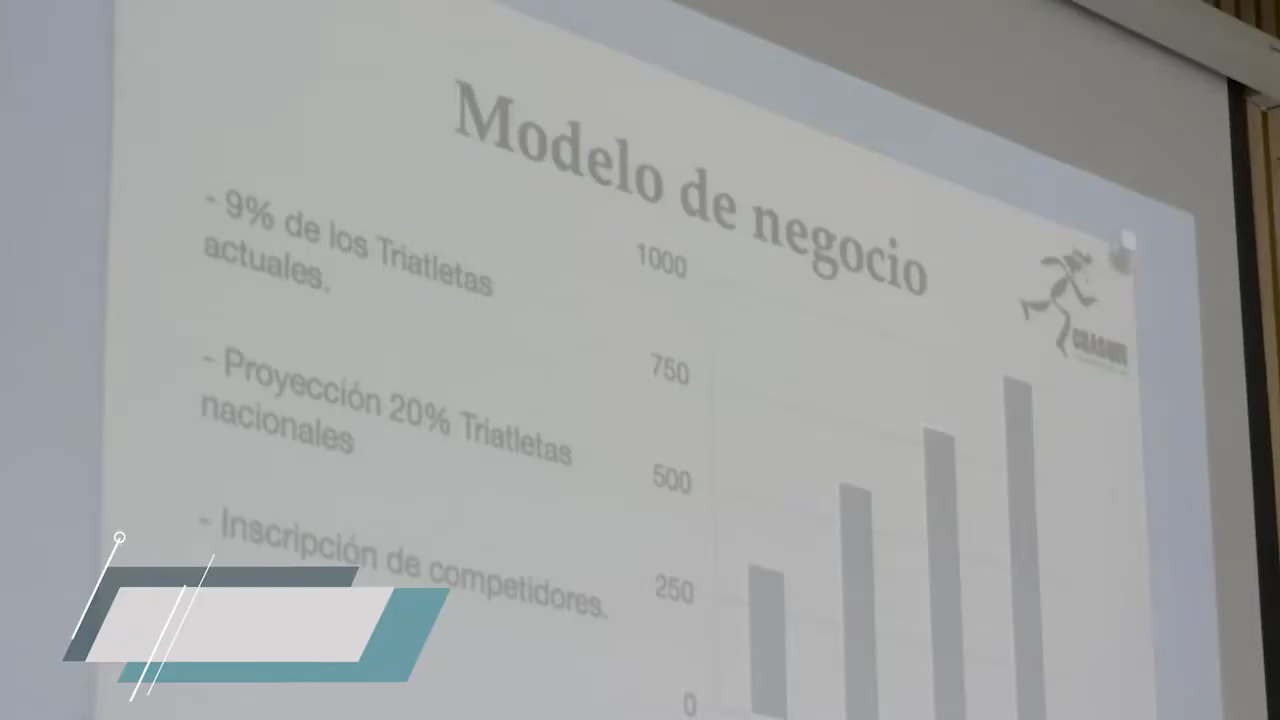 Modelo de negocio
- 9% de los Triatletas
actuales.
- Proyección 20% Triatletas
nacionales
- Inscripción de competidores.
1000
750
500
250
0
CHASQUIS